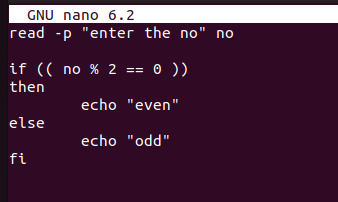 GNU nano 6.2
read -p "enter the no" no
if (( no % 2 == 0 ))
then
echo "even"
else
echo "odd"
fi